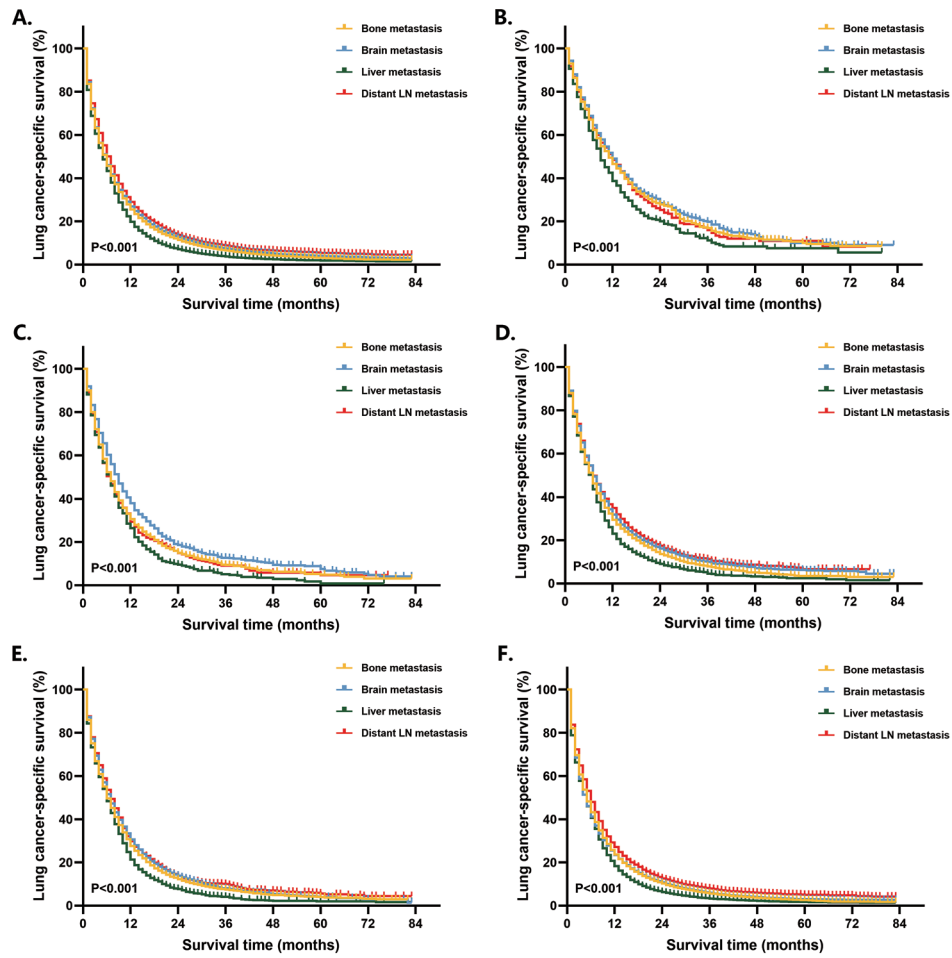 A.
Lung cancer-specific survival (%)
100
80
60
40
20
0
Bone metastasis
Brain metastasis
Liver metastasis
Distant LN metastasis
P<0.001
0 12 24 36 48 60 72 84
Survival time (months)
B.
Lung cancer-specific survival (%)
100
80
60
40
20
0
Bone metastasis
Brain metastasis
Liver metastasis
Distant LN metastasis
P<0.001
0 12 24 36 48 60 72 84
Survival time (months)
C.
Lung cancer-specific survival (%)
100
80
60
40
20
0
Bone metastasis
Brain metastasis
Liver metastasis
Distant LN metastasis
P<0.001
0 12 24 36 48 60 72 84
Survival time (months)
D.
Lung cancer-specific survival (%)
100
80
60
40
20
0
Bone metastasis
Brain metastasis
Liver metastasis
Distant LN metastasis
P<0.001
0 12 24 36 48 60 72 84
Survival time (months)
E.
Lung cancer-specific survival (%)
100
80
60
40
20
0
Bone metastasis
Brain metastasis
Liver metastasis
Distant LN metastasis
P<0.001
0 12 24 36 48 60 72 84
Survival time (months)
F.
Lung cancer-specific survival (%)
100
80
60
40
20
0
Bone metastasis
Brain metastasis
Liver metastasis
Distant LN metastasis
P<0.001
0 12 24 36 48 60 72 84
Survival time (months)